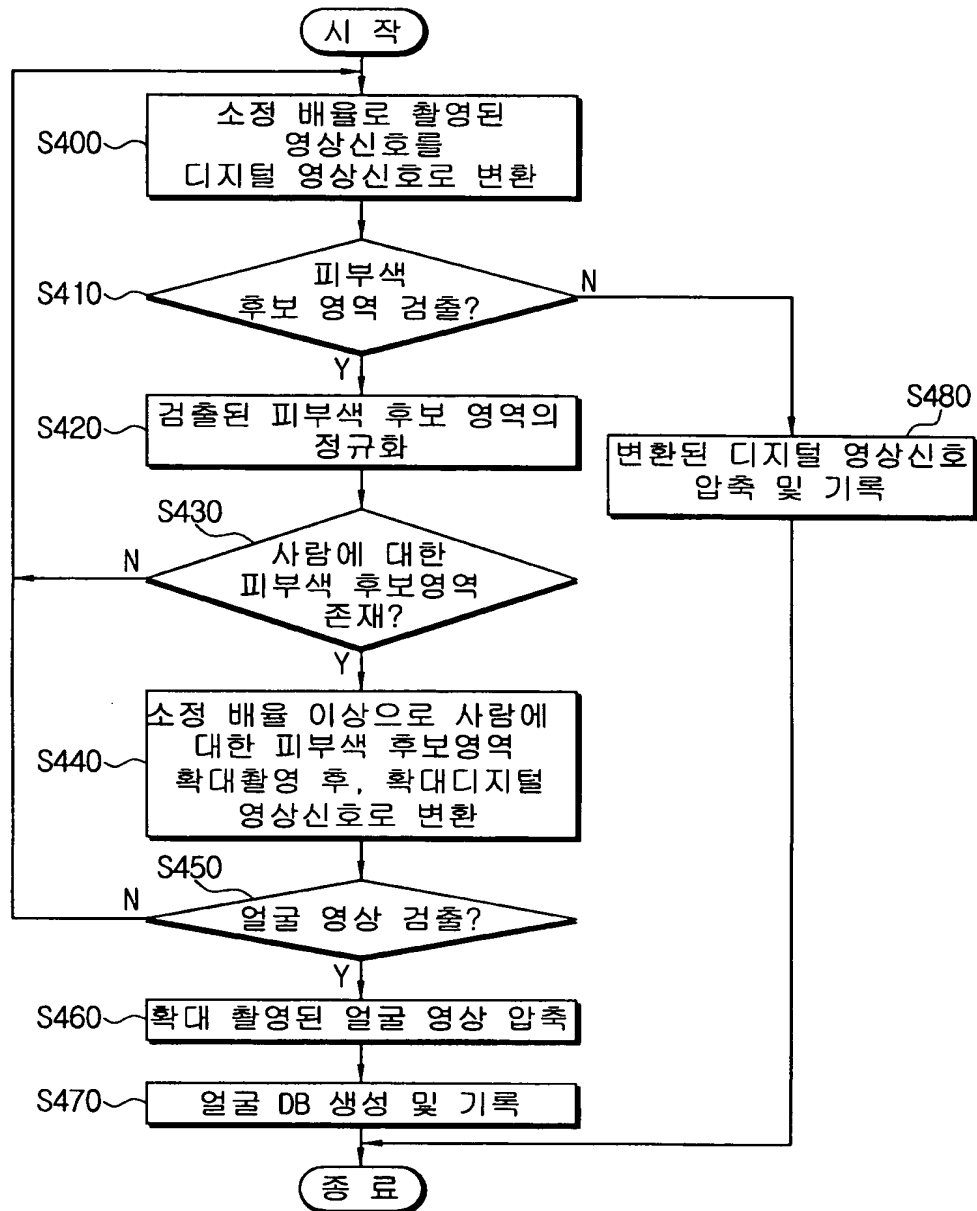 시 작
S400
소정 배율로 촬영된
영상신호를
디지털 영상신호로 변환
S410
피부색
후보 영역 검출?
N
Y
S420
검출된 피부색 후보 영역의
정규화
S480
변환된 디지털 영상신호
압축 및 기록
S430
사람에 대한
피부색 후보영역
존재?
N
Y
S440
소정 배율 이상으로 사람에
대한 피부색 후보영역
확대촬영 후, 확대디지털
영상신호로 변환
S450
얼굴 영상 검출?
N
Y
S460
확대 촬영된 얼굴 영상 압축
S470
얼굴 DB 생성 및 기록
종 료